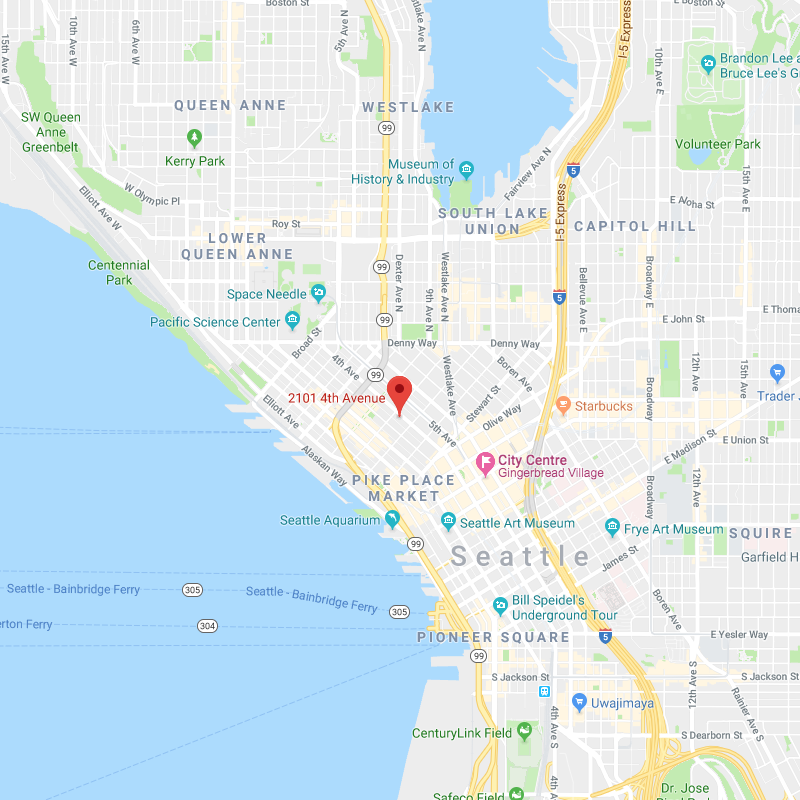 Boston St
E Boston St
15th Ave W
10th Ave W
6th Ave W
5th Ave N
Westlake Ave N
I-5 Express
10th Ave E
Brandon Lee a
Bruce Lee's G
QUEEN ANNE
WESTLAKE
SW Queen
Anne
Greenbelt
99
Kerry Park
Museum of
History & Industry
Fairview Ave N
Volunteer Park
5
15th Ave E
Elliott Ave W
W Olympic Pl
Roy St
SOUTH LAKE
UNION
I-5 Express
CAPITOL HILL
E Aloha St
LOWER
QUEEN ANNE
Centennial
Park
99
Dexter Ave N
9th Ave N
Westlake Ave N
Bellevue Ave E
Broadway E
Space Needle
5
E Thoma
Pacific Science Center
99
E John St
Broad St
Denny Way
Denny Way
4th Ave
99
Westlake Ave
Boren Ave
12th Ave
15th Ave
Trader J
2101 4th Avenue
Elliott Ave
Stewart St
Olive Way
Starbucks
5th Ave
Broadway
E Madison St
E Union St
Alaskan Way
City Centre
Gingerbread Village
PIKE PLACE
MARKET
Broadway
12th Ave
Seattle Aquarium
Seattle Art Museum
Frye Art Museum
SQUIRE
99
Seattle
James St
Garfield H
Seattle - Bainbridge Ferry
305
Seattle - Bainbridge Ferry
305
Boren Ave
erton Ferry
304
Bill Speidel's
Underground Tour
PIONEER SQUARE
5
E Yesler Way
99
S Jackson St
S Jackson St
12th Ave S
Rainier Ave S
Uwajimaya
4th Ave S
CenturyLink Field
S Dearborn St
Safeco Field
Dr. Jose